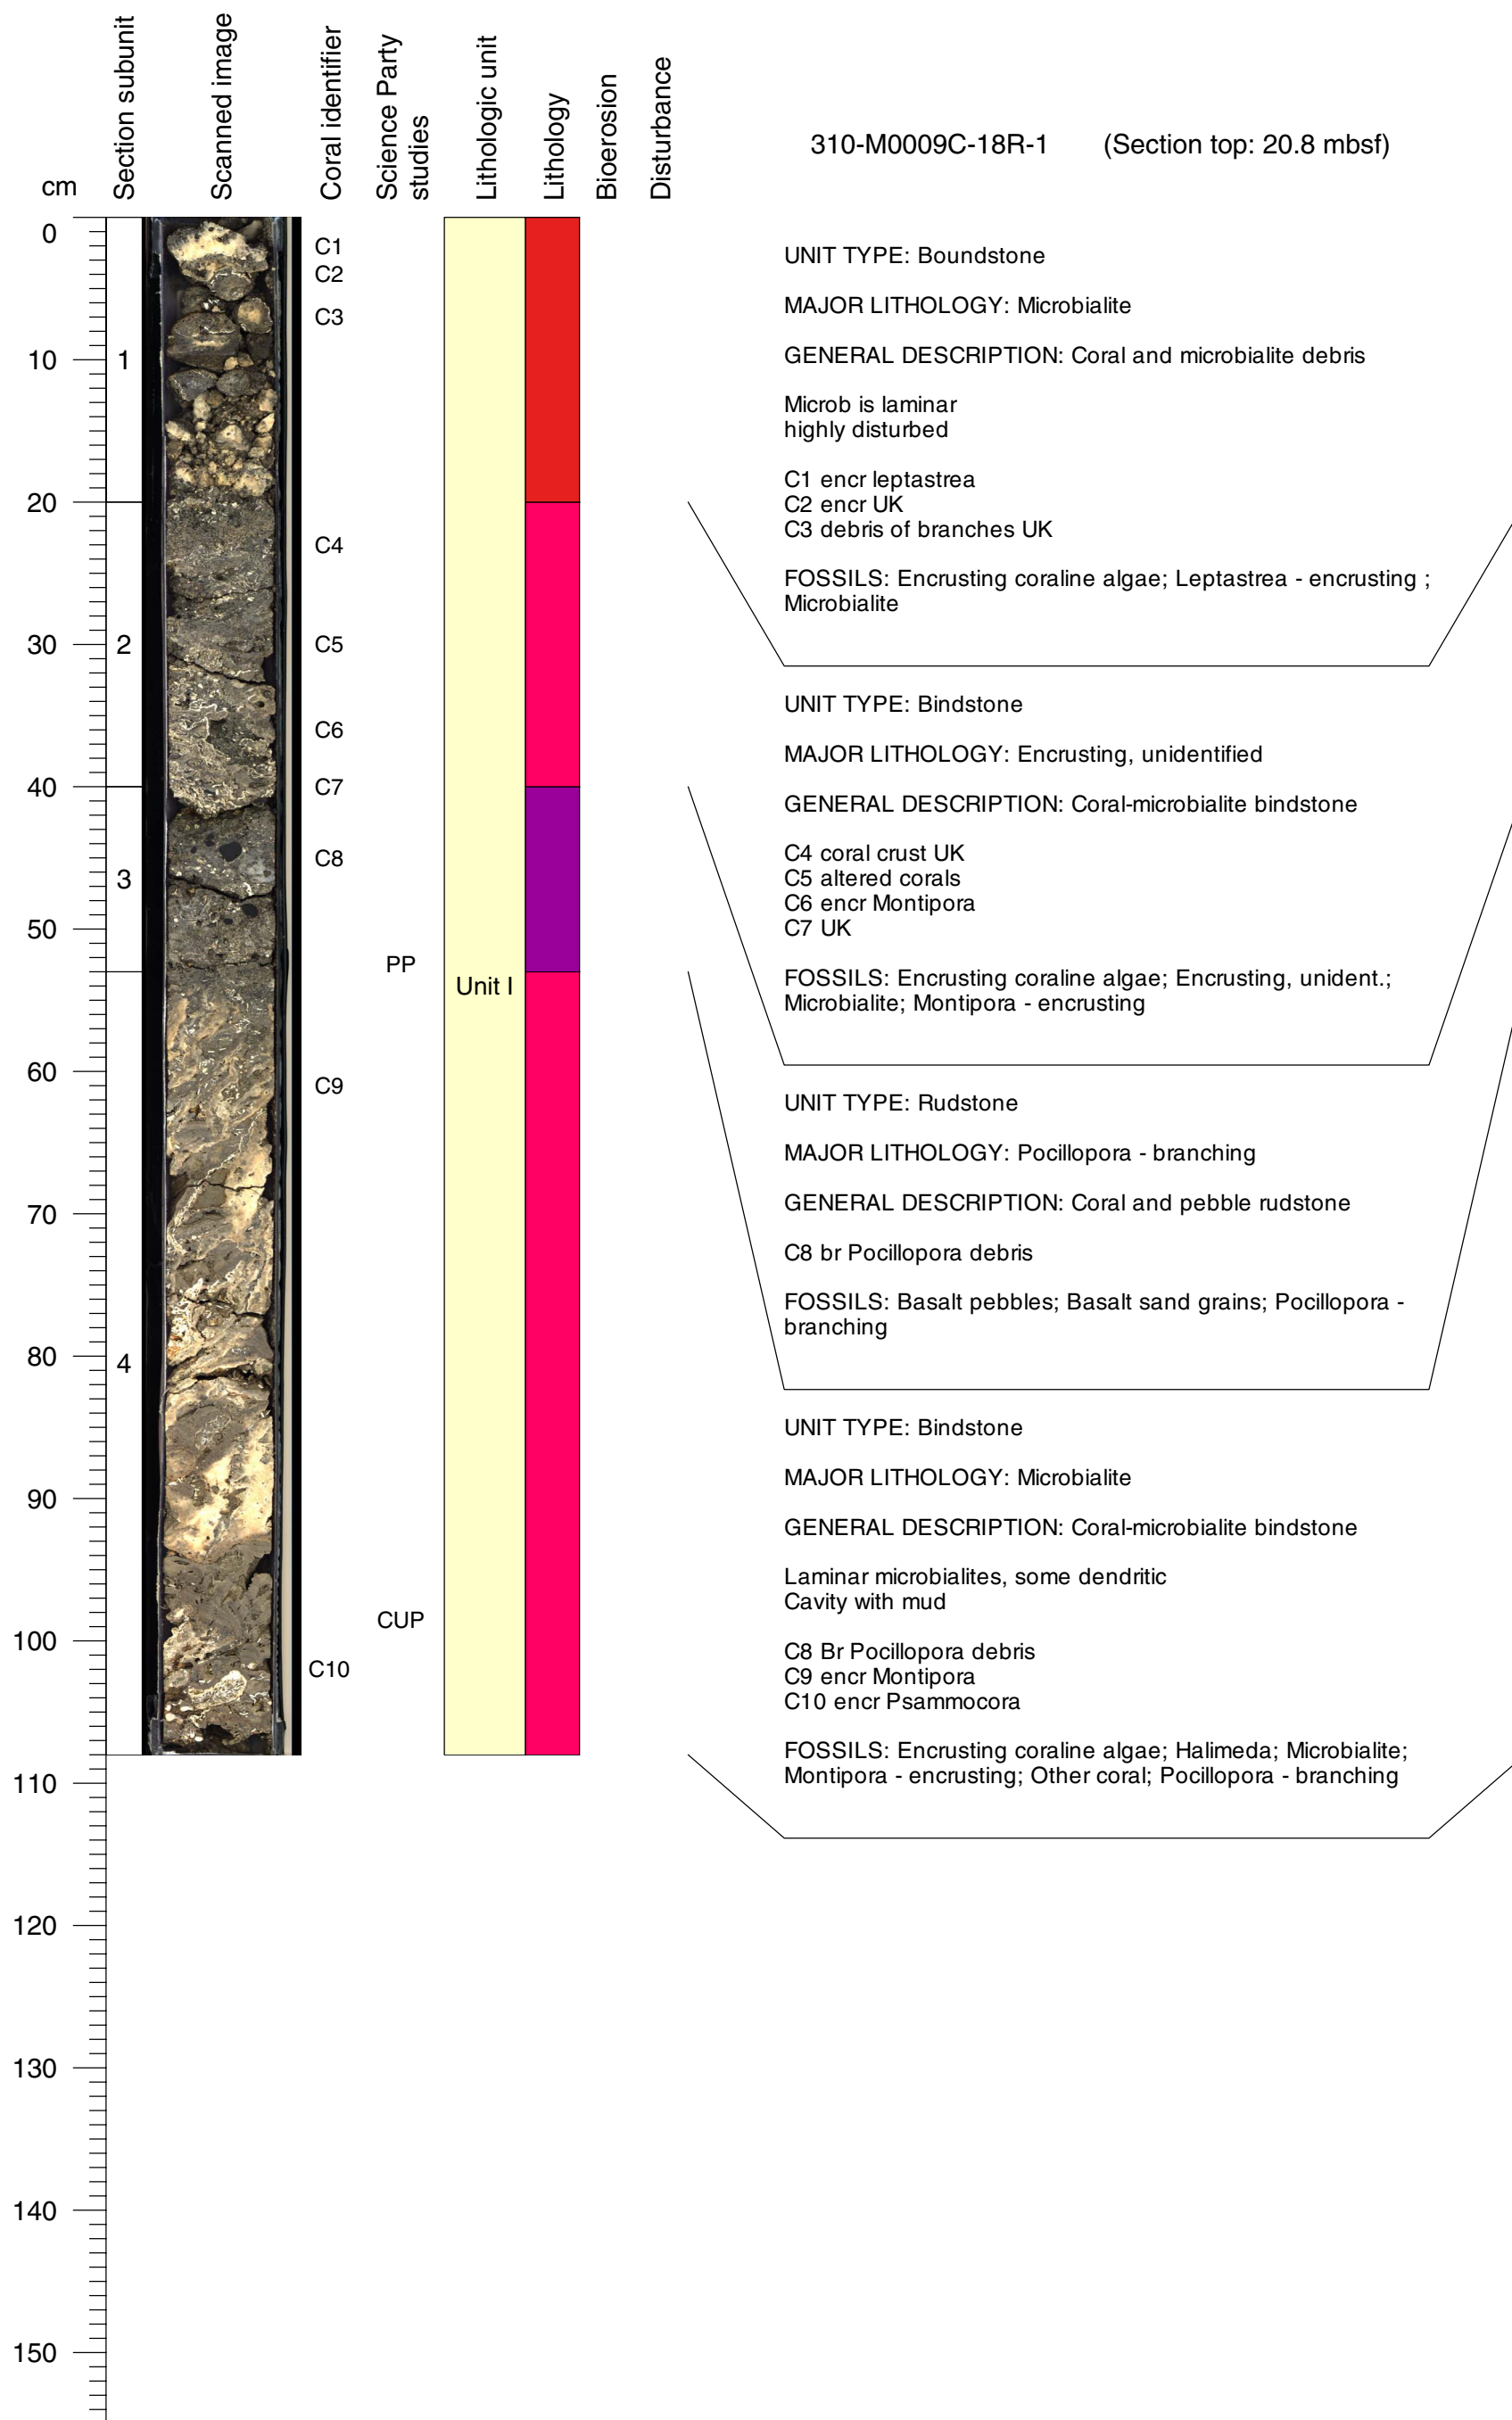 Section subunit
Scanned image
Coral identifier
Science Party
studies
Lithologic unit
Lithology
Bioerosion
Disturbance
310-M0009C-18R-1 (Section top: 20.8 mbsf)
cm
0
10
20
30
40
50
60
70
80
90
100
110
120
130
140
150
1
2
3
4
C1
C2
C3
C4
C5
C6
C7
C8
C9
C10
PP
CUP
Unit I
UNIT TYPE: Boundstone
MAJOR LITHOLOGY: Microbialite
GENERAL DESCRIPTION: Coral and microbialite debris
Microb is laminar
highly disturbed
C1 encr leptastrea
C2 encr UK
C3 debris of branches UK
FOSSILS: Encrusting coraline algae; Leptastrea - encrusting ;
Microbialite
UNIT TYPE: Bindstone
MAJOR LITHOLOGY: Encrusting, unidentified
GENERAL DESCRIPTION: Coral-microbialite bindstone
C4 coral crust UK
C5 altered corals
C6 encr Montipora
C7 UK
FOSSILS: Encrusting coraline algae; Encrusting, unident.;
Microbialite; Montipora - encrusting
UNIT TYPE: Rudstone
MAJOR LITHOLOGY: Pocillopora - branching
GENERAL DESCRIPTION: Coral and pebble rudstone
C8 br Pocillopora debris
FOSSILS: Basalt pebbles; Basalt sand grains; Pocillopora -
branching
UNIT TYPE: Bindstone
MAJOR LITHOLOGY: Microbialite
GENERAL DESCRIPTION: Coral-microbialite bindstone
Laminar microbialites, some dendritic
Cavity with mud
C8 Br Pocillopora debris
C9 encr Montipora
C10 encr Psammocora
FOSSILS: Encrusting coraline algae; Halimeda; Microbialite;
Montipora - encrusting; Other coral; Pocillopora - branching